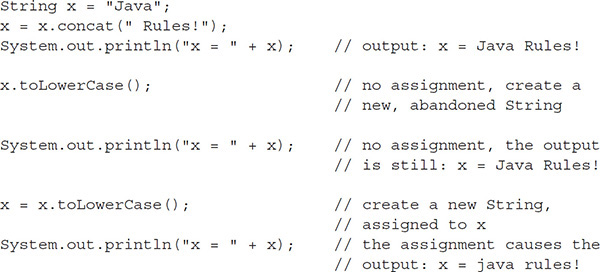 String x = "Java";
x = x.concat(" Rules!");
System.out.println("x = " + x);    // output: x = Java Rules!
x.toLowerCase();                   // no assignment, create a
                                   // new, abandoned String
System.out.println("x = " + x);    // no assignment, the output
                                   // is still: x = Java Rules!
x = x.toLowerCase();               // create a new String,
                                   // assigned to x
System.out.println("x = " + x);    // the assignment causes the
                                   // output: x = java rules!